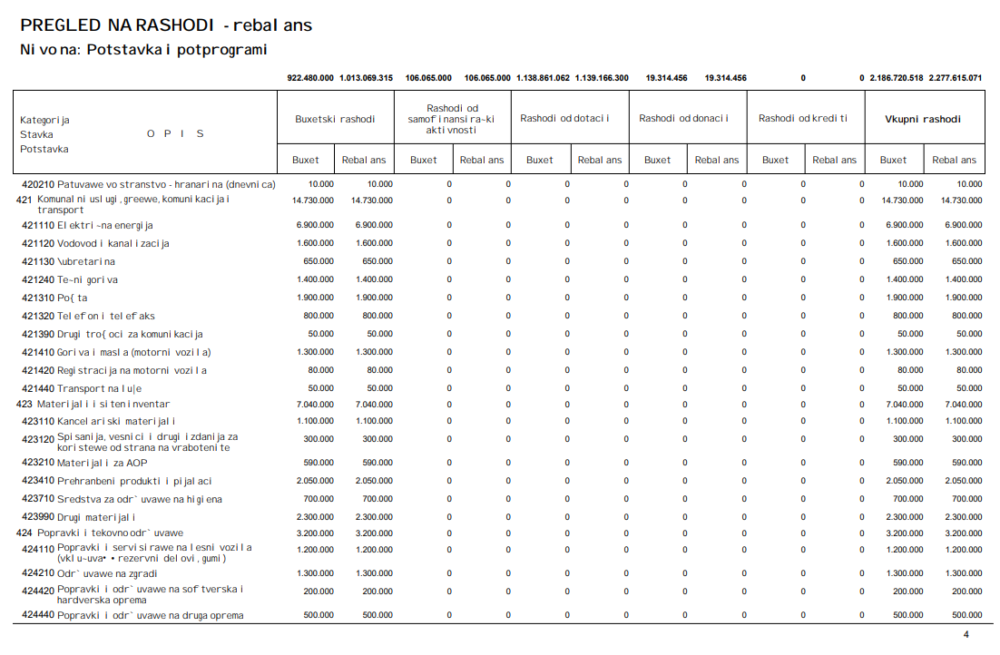 PREGLED NA RASHODI - rebalans
Nivo na: Potstavka i potprogrami
922.480.000 1.013.069.315 106.065.000 106.065.000 1.138.861.062 1.139.166.300 19.314.456 19.314.456 0 0 2.186.720.518 2.277.615.071
Kategorija
Stavka
Potstavka
O P I S
Buxetski rashodi
Rashodi od
samofinansira~ki
aktivnosti
Rashodi od dotacii
Rashodi od donacii
Rashodi od krediti
Vkupni rashodi
Buxet Rebalans Buxet Rebalans Buxet Rebalans Buxet Rebalans Buxet Rebalans Buxet Rebalans
420210 Patuvawe vo stranstvo - hranarina (dnevnica) 10.000 10.000 0 0 0 0 0 0 0 0 10.000 10.000
421 Komunalni uslugi, greewe, komunikacija i
transport 14.730.000 14.730.000 0 0 0 0 0 0 0 0 14.730.000 14.730.000
421110 Elektri~na energija 6.900.000 6.900.000 0 0 0 0 0 0 0 0 6.900.000 6.900.000
421120 Vodovod i kanalizacija 1.600.000 1.600.000 0 0 0 0 0 0 0 0 1.600.000 1.600.000
421130 \ubretarina 650.000 650.000 0 0 0 0 0 0 0 0 650.000 650.000
421240 Te~ni goriva 1.400.000 1.400.000 0 0 0 0 0 0 0 0 1.400.000 1.400.000
421310 Po{ta 1.900.000 1.900.000 0 0 0 0 0 0 0 0 1.900.000 1.900.000
421320 Telefon i telefaks 800.000 800.000 0 0 0 0 0 0 0 0 800.000 800.000
421390 Drugi tro{oci za komunikacija 50.000 50.000 0 0 0 0 0 0 0 0 50.000 50.000
421410 Goriva i masla (motorni vozila) 1.300.000 1.300.000 0 0 0 0 0 0 0 0 1.300.000 1.300.000
421420 Registracija na motorni vozila 80.000 80.000 0 0 0 0 0 0 0 0 80.000 80.000
421440 Transport na lu|e 50.000 50.000 0 0 0 0 0 0 0 0 50.000 50.000
423 Materijali i siten inventar 7.040.000 7.040.000 0 0 0 0 0 0 0 0 7.040.000 7.040.000
423110 Kancelariski materijali 1.100.000 1.100.000 0 0 0 0 0 0 0 0 1.100.000 1.100.000
423120 Spisanija, vesnici i drugi izdanija za
koristewe od strana na vrabotenite 300.000 300.000 0 0 0 0 0 0 0 0 300.000 300.000
423210 Materijali za AOP 590.000 590.000 0 0 0 0 0 0 0 0 590.000 590.000
423410 Prehranbeni produkti i pijalaci 2.050.000 2.050.000 0 0 0 0 0 0 0 0 2.050.000 2.050.000
423710 Sredstva za odr`uvawe na higiena 700.000 700.000 0 0 0 0 0 0 0 0 700.000 700.000
423990 Drugi materijali 2.300.000 2.300.000 0 0 0 0 0 0 0 0 2.300.000 2.300.000
424 Popravki i tekovno odr`uvawe 3.200.000 3.200.000 0 0 0 0 0 0 0 0 3.200.000 3.200.000
424110 Popravki i servisirawe na lesni vozila
(vklu~uva• • rezervni delovi, gumi) 1.200.000 1.200.000 0 0 0 0 0 0 0 0 1.200.000 1.200.000
424210 Odr`uvawe na zgradi 1.300.000 1.300.000 0 0 0 0 0 0 0 0 1.300.000 1.300.000
424420 Popravki i odr`uvawe na softverska i
hardverska oprema 200.000 200.000 0 0 0 0 0 0 0 0 200.000 200.000
424440 Popravki i odr`uvawe na druga oprema 500.000 500.000 0 0 0 0 0 0 0 0 500.000 500.000
4